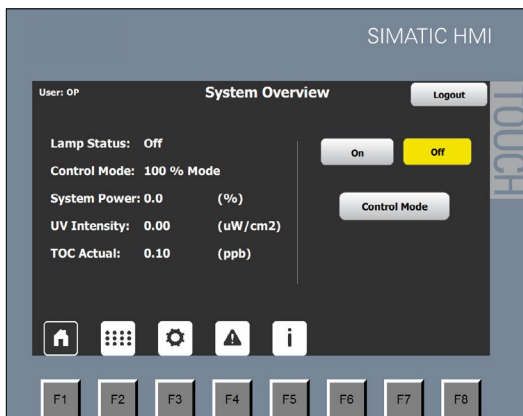 SIMATIC HMI
TOUCH
User: OP
System Overview
Logout
Lamp Status: Off
Control Mode: 100 % Mode
System Power: 0.0 (%)
UV Intensity: 0.00 (uW/cm2)
TOC Actual: 0.10 (ppb)
On
Off
Control Mode
i
F1
F2
F3
F4
F5
F6
F7
F8